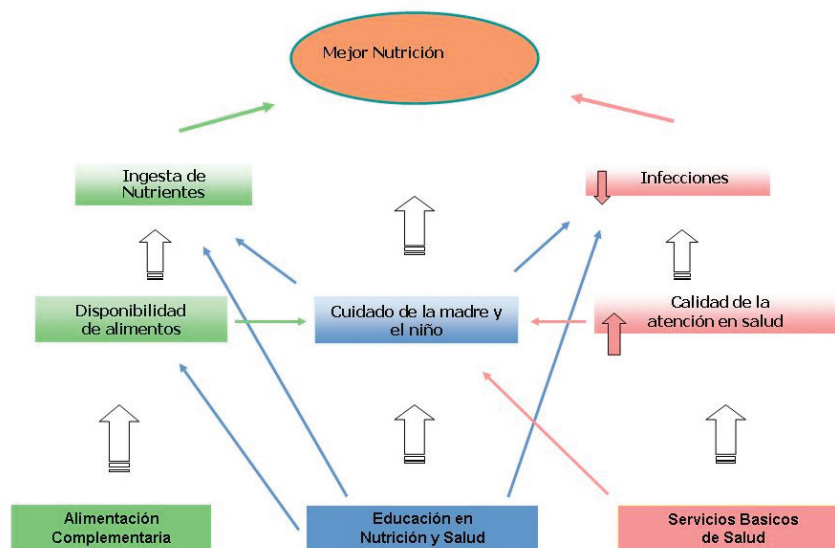 Mejor Nutrición
Ingesta de
Nutrientes
Infecciones
Disponibilidad
de alimentos
Cuidado de la madre y
el niño
Calidad de la
atención en salud
Alimentación
Complementaria
Educación en
Nutrición y Salud
Servicios Basicos
de Salud